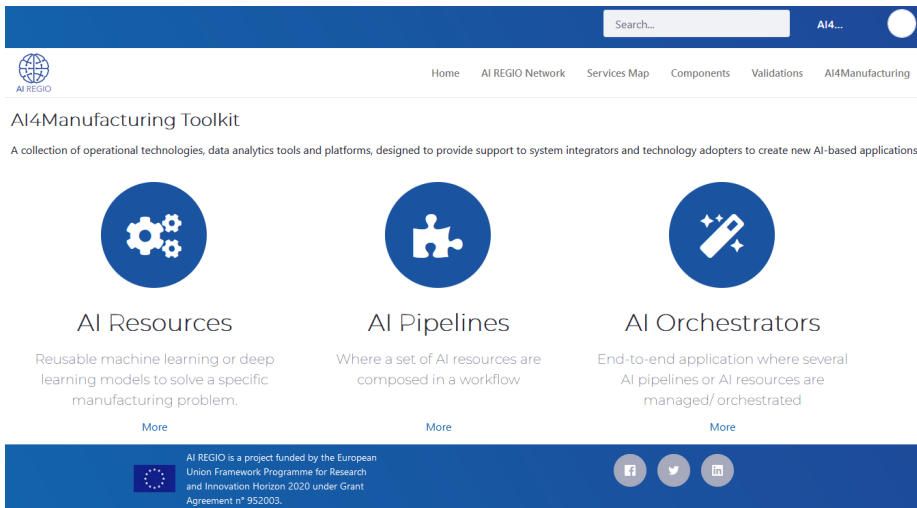 Search...
AI4...
AI REGIO
Home AI REGIO Network Services Map Components Validations AI4Manufacturing
AI4Manufacturing Toolkit
A collection of operational technologies, data analytics tools and platforms, designed to provide support to system integrators and technology adopters to create new AI-based applications
AI Resources
Reusable machine learning or deep
learning models to solve a specific
manufacturing problem.
More
AI Pipelines
Where a set of AI resources are
composed in a workflow
More
AI Orchestrators
End-to-end application where several
AI pipelines or AI resources are
managed/ orchestrated
More
AI REGIO is a project funded by the European
Union Framework Programme for Research
and Innovation Horizon 2020 under Grant
Agreement n° 952003.